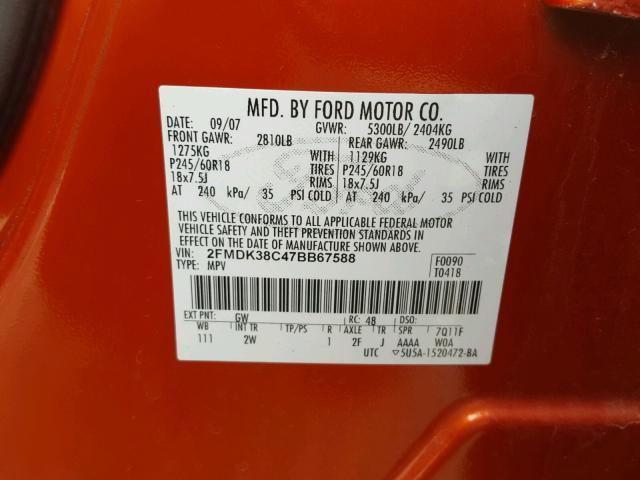 MFD. BY FORD MOTOR CO.
DATE: 09/07 GVWR: 5300LB/ 2404KG
FRONT GAWR: 2810LB REAR GAWR: 2490LB
1275KG WITH 1129KG WITH
P245/60R18 TIRES P245/60R18 TIRES
18x7.5J RIMS 18x7.5J RIMS
AT 240 kPa/ 35 PSI COLD AT 240 kPa/ 35 PSI COLD
THIS VEHICLE CONFORMS TO ALL APPLICABLE FEDERAL MOTOR
VEHICLE SAFETY AND THEFT PREVENTION STANDARDS IN
EFFECT ON THE DATE OF MANUFACTURE SHOWN ABOVE.
VIN: 2FMDK38C47BB67588 F0090
TYPE: MPV T0418
EXT PNT: GW RC: 48
WB INT TR TP/PS R AXLE TR SPR 7Q11F
111 2W 1 2F J AAAA W0A
UTC ▽5U5A-1520472-BA
Ford